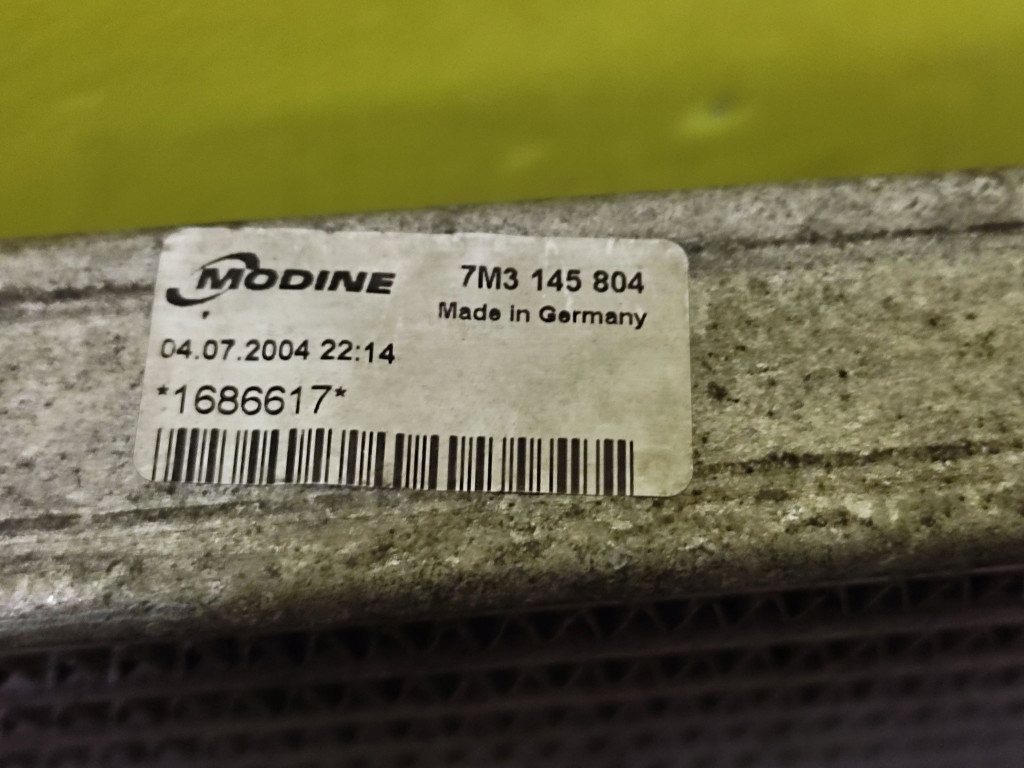 MODINE
7M3 145 804
Made in Germany
04.07.2004 22:14
*1686617*